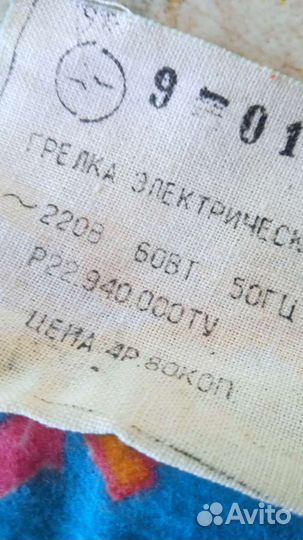 9-01
ГРЕЛКА ЭЛЕКТРИЧЕСК
~220В 60ВТ 50ГЦ
Р22.940.000ТУ
ЦЕНА 4Р.80КОП
Avito